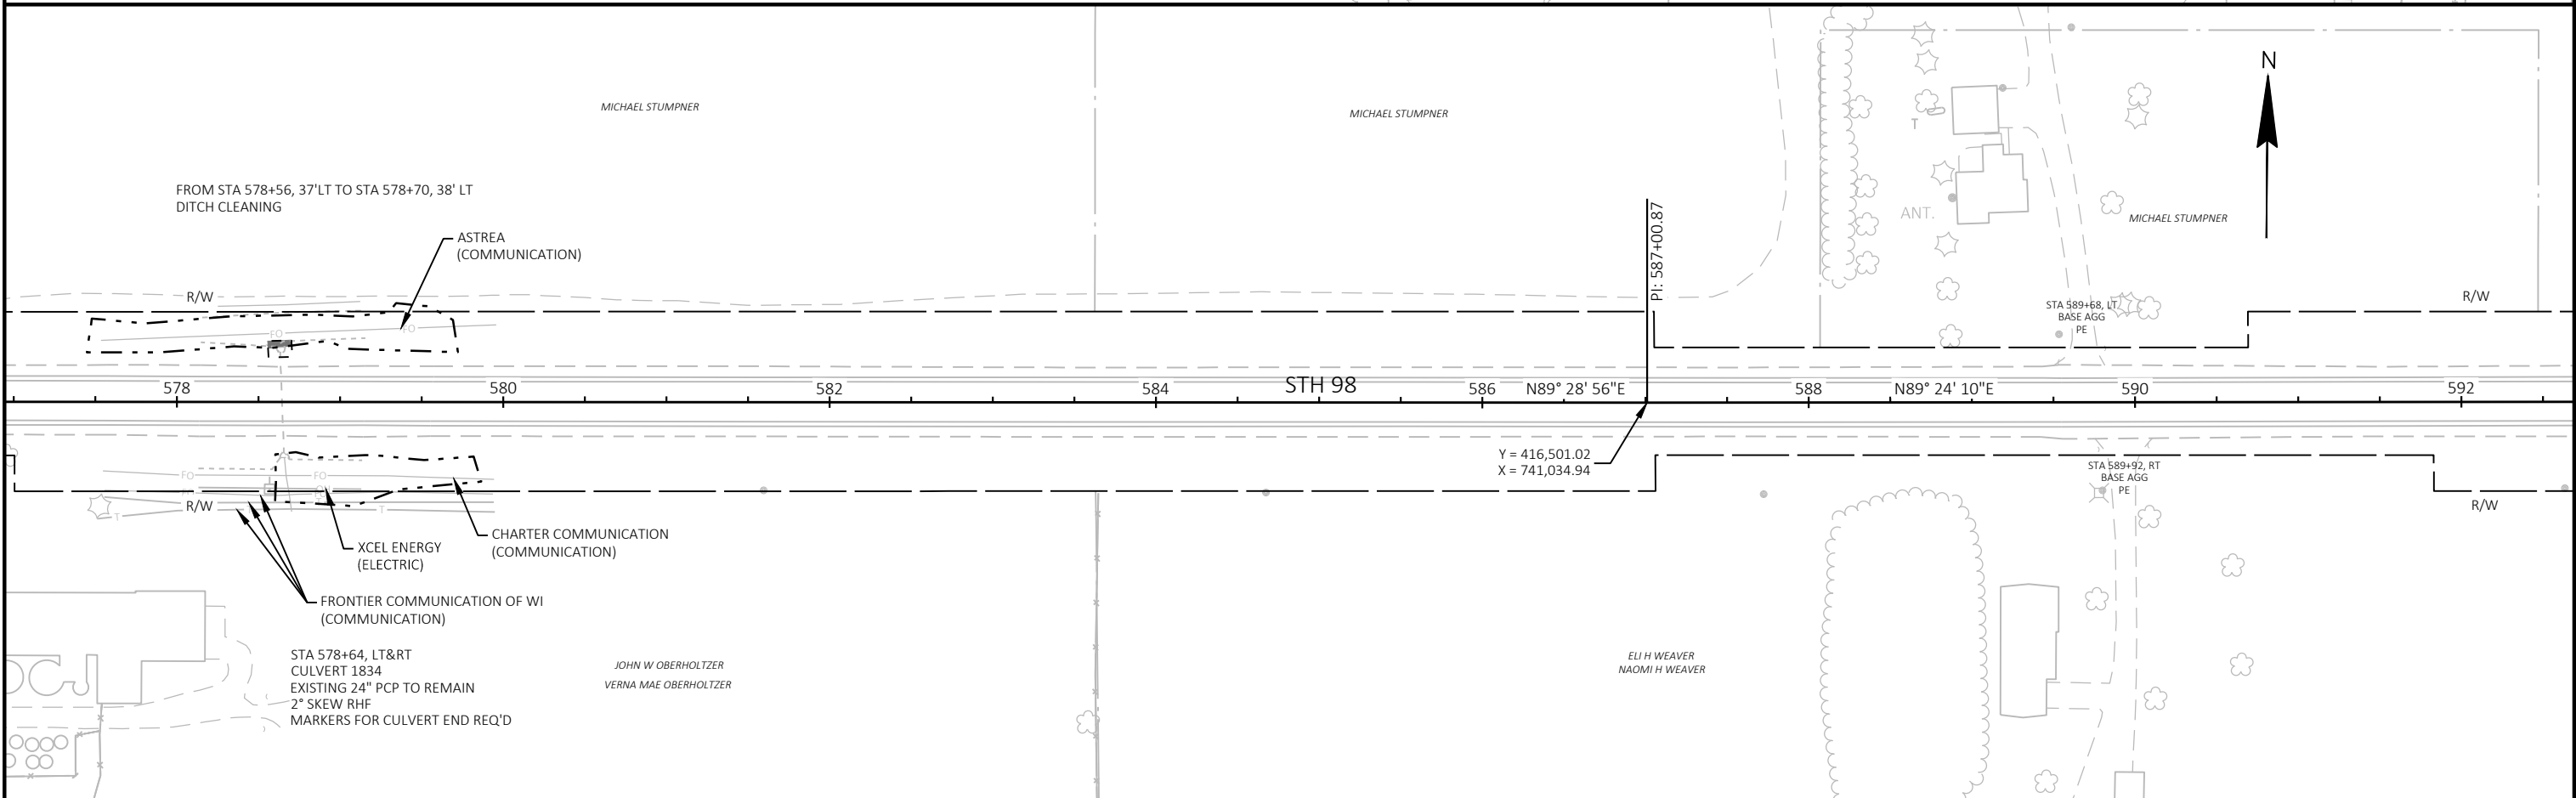 N
MICHAEL STUMPNER
MICHAEL STUMPNER
T
FROM STA 578+56, 37'LT TO STA 578+70, 38' LT
DITCH CLEANING
ANT.
MICHAEL STUMPNER
ASTREA
(COMMUNICATION)
PI: 587+00.87
R/W
R/W
STA 589+68, LT
BASE AGG
PE
FO
FO
578
580
582
584
STH 98
586
N89° 28' 56"E
588
N89° 24' 10"E
590
592
Y = 416,501.02
X = 741,034.94
STA 589+92, RT
BASE AGG
PE
FO
FO
R/W
T
T
R/W
CHARTER COMMUNICATION
(COMMUNICATION)
XCEL ENERGY
(ELECTRIC)
FRONTIER COMMUNICATION OF WI
(COMMUNICATION)
STA 578+64, LT&RT
CULVERT 1834
EXISTING 24" PCP TO REMAIN
2° SKEW RHF
MARKERS FOR CULVERT END REQ'D
JOHN W OBERHOLTZER
VERNA MAE OBERHOLTZER
ELI H WEAVER
NAOMI H WEAVER